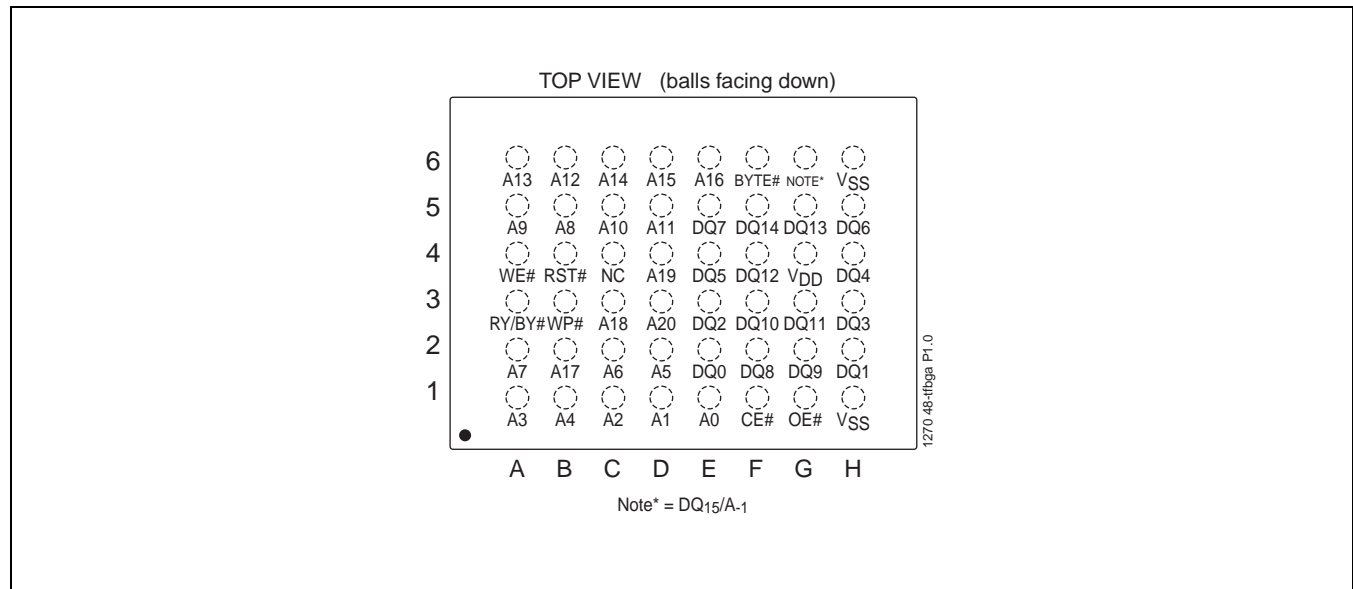 TOP VIEW (balls facing down)
6
A13 A12 A14 A15 A16 BYTE# NOTE* VSS
5
A9 A8 A10 A11 DQ7 DQ14 DQ13 DQ6
4
WE# RST# NC A19 DQ5 DQ12 VDD DQ4
3
RY/BY# WP# A18 A20 DQ2 DQ10 DQ11 DQ3
2
A7 A17 A6 A5 DQ0 DQ8 DQ9 DQ1
1
A3 A4 A2 A1 A0 CE# OE# VSS
A B C D E F G H
1270 48-tfbga P1.0
Note* = DQ15/A-1